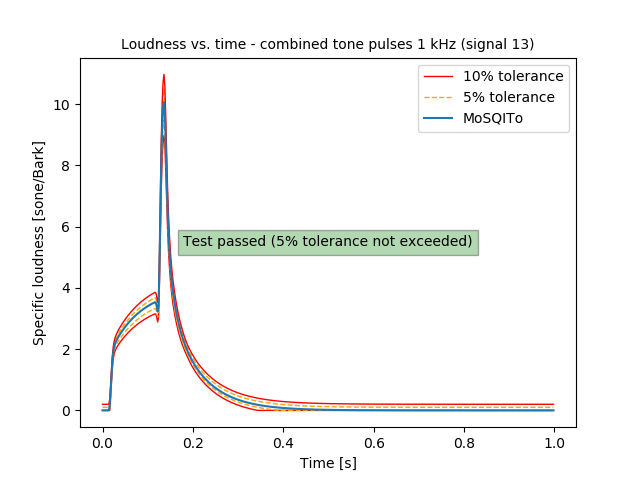 Loudness vs. time - combined tone pulses 1 kHz (signal 13)
10% tolerance
5% tolerance
MoSQITo
Test passed (5% tolerance not exceeded)
Specific loudness [sone/Bark]
10
8
6
4
2
0
0.0 0.2 0.4 0.6 0.8 1.0
Time [s]